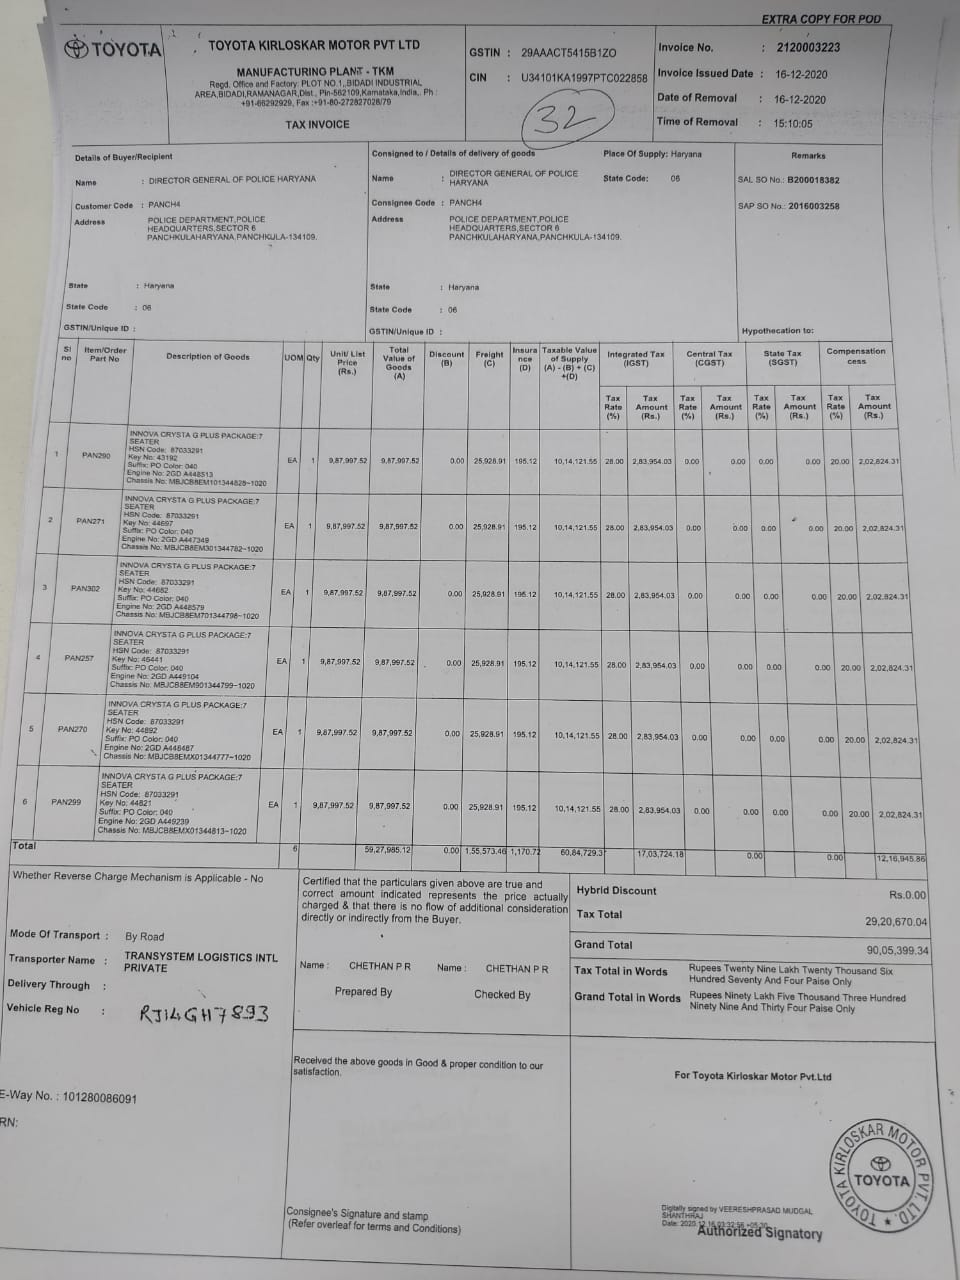 EXTRA COPY FOR POD
TOYOTA
TOYOTA KIRLOSKAR MOTOR PVT LTD
MANUFACTURING PLANT - TKM
Regd. Office and Factory: PLOT NO.1,,BIDADI INDUSTRIAL
AREA,BIDADI,RAMANAGAR,Dist., Pin-562109,Karnataka,India,. Ph :
+91-66292929, Fax :+91-80-272827028/79
TAX INVOICE
GSTIN : 29AAACT5415B1ZO
CIN : U34101KA1997PTC022858
32
Invoice No. : 2120003223
Invoice Issued Date : 16-12-2020
Date of Removal : 16-12-2020
Time of Removal : 15:10:05
Details of Buyer/Recipient
Name : DIRECTOR GENERAL OF POLICE HARYANA
Customer Code : PANCH4
Address POLICE DEPARTMENT,POLICE
HEADQUARTERS,SECTOR 6
PANCHKULAHARYANA,PANCHKULA-134109.
State : Haryana
State Code : 06
GSTIN/Unique ID :
Consigned to / Details of delivery of goods
Name : DIRECTOR GENERAL OF POLICE
HARYANA
Consignee Code : PANCH4
Address POLICE DEPARTMENT,POLICE
HEADQUARTERS,SECTOR 6
PANCHKULAHARYANA,PANCHKULA-134109.
State : Haryana
State Code : 06
GSTIN/Unique ID :
Place Of Supply: Haryana
State Code: 06
Remarks
SAL SO No.: B200018382
SAP SO No.: 2016003258
Hypothecation to:
Sl no | Item/Order Part No | Description of Goods | UOM | Qty | Unit/ List Price (Rs.) | Total Value of Goods (A) | Discount (B) | Freight (C) | Insura nce (D) | Taxable Value of Supply (A) - (B) + (C) +(D) | Integrated Tax (IGST) | Central Tax (CGST) | State Tax (SGST) | Compensation cess
Tax Rate (%) | Tax Amount (Rs.) | Tax Rate (%) | Tax Amount (Rs.) | Tax Rate (%) | Tax Amount (Rs.) | Tax Rate (%) | Tax Amount (Rs.)
INNOVA CRYSTA G PLUS PACKAGE:7
SEATER
HSN Code: 87033291
Key No: 43192
Suffix: PO Color: 040
Engine No: 2GD A448513
Chassis No: MBJCB8EM101344828-1020
1 PAN290 EA 1 9,87,997.52 9,87,997.52 0.00 25,928.91 195.12 10,14,121.55 28.00 2,83,954.03 0.00 0.00 0.00 0.00 20.00 2,02,824.31
INNOVA CRYSTA G PLUS PACKAGE:7
SEATER
HSN Code: 87033291
Key No: 44697
Suffix: PO Color: 040
Engine No: 2GD A447349
Chassis No: MBJCB8EM301344782-1020
2 PAN271 EA 1 9,87,997.52 9,87,997.52 0.00 25,928.91 195.12 10,14,121.55 28.00 2,83,954.03 0.00 0.00 0.00 0.00 20.00 2,02,824.31
INNOVA CRYSTA G PLUS PACKAGE:7
SEATER
HSN Code: 87033291
Key No: 44682
Suffix: PO Color: 040
Engine No: 2GD A448579
Chassis No: MBJCB8EM701344798-1020
3 PAN302 EA 1 9,87,997.52 9,87,997.52 0.00 25,928.91 195.12 10,14,121.55 28.00 2,83,954.03 0.00 0.00 0.00 0.00 20.00 2,02,824.31
INNOVA CRYSTA G PLUS PACKAGE:7
SEATER
HSN Code: 87033291
Key No: 45441
Suffix: PO Color: 040
Engine No: 2GD A449104
Chassis No: MBJCB8EM901344799-1020
4 PAN257 EA 1 9,87,997.52 9,87,997.52 0.00 25,928.91 195.12 10,14,121.55 28.00 2,83,954.03 0.00 0.00 0.00 0.00 20.00 2,02,824.31
INNOVA CRYSTA G PLUS PACKAGE:7
SEATER
HSN Code: 87033291
Key No: 44892
Suffix: PO Color: 040
Engine No: 2GD A448487
Chassis No: MBJCB8EMX01344777-1020
5 PAN270 EA 1 9,87,997.52 9,87,997.52 0.00 25,928.91 195.12 10,14,121.55 28.00 2,83,954.03 0.00 0.00 0.00 0.00 20.00 2,02,824.31
INNOVA CRYSTA G PLUS PACKAGE:7
SEATER
HSN Code: 87033291
Key No: 44821
Suffix: PO Color: 040
Engine No: 2GD A449239
Chassis No: MBJCB8EMX01344813-1020
6 PAN299 EA 1 9,87,997.52 9,87,997.52 0.00 25,928.91 195.12 10,14,121.55 28.00 2,83,954.03 0.00 0.00 0.00 0.00 20.00 2,02,824.31
Total 6 59,27,985.12 0.00 1,55,573.46 1,170.72 60,84,729.3 17,03,724.18 0.00 0.00 12,16,945.86
Whether Reverse Charge Mechanism is Applicable - No
Mode Of Transport : By Road
Transporter Name : TRANSYSTEM LOGISTICS INTL
PRIVATE
Delivery Through :
Vehicle Reg No : RJ14GH7893
E-Way No. : 101280086091
RN:
Certified that the particulars given above are true and
correct amount indicated represents the price actually
charged & that there is no flow of additional consideration
directly or indirectly from the Buyer.
Name : CHETHAN P R Name : CHETHAN P R
Prepared By Checked By
Received the above goods in Good & proper condition to our
satisfaction.
Consignee's Signature and stamp
(Refer overleaf for terms and Conditions)
Hybrid Discount Rs.0.00
Tax Total 29,20,670.04
Grand Total 90,05,399.34
Tax Total in Words Rupees Twenty Nine Lakh Twenty Thousand Six
Hundred Seventy And Four Paise Only
Grand Total in Words Rupees Ninety Lakh Five Thousand Three Hundred
Ninety Nine And Thirty Four Paise Only
For Toyota Kirloskar Motor Pvt.Ltd
TOYOTA KIRLOSKAR MOTOR PVT. LTD.
TOYOTA
Digitally signed by VEERESHPRASAD MUDGAL
SHANTHRAJ
Authorized Signatory